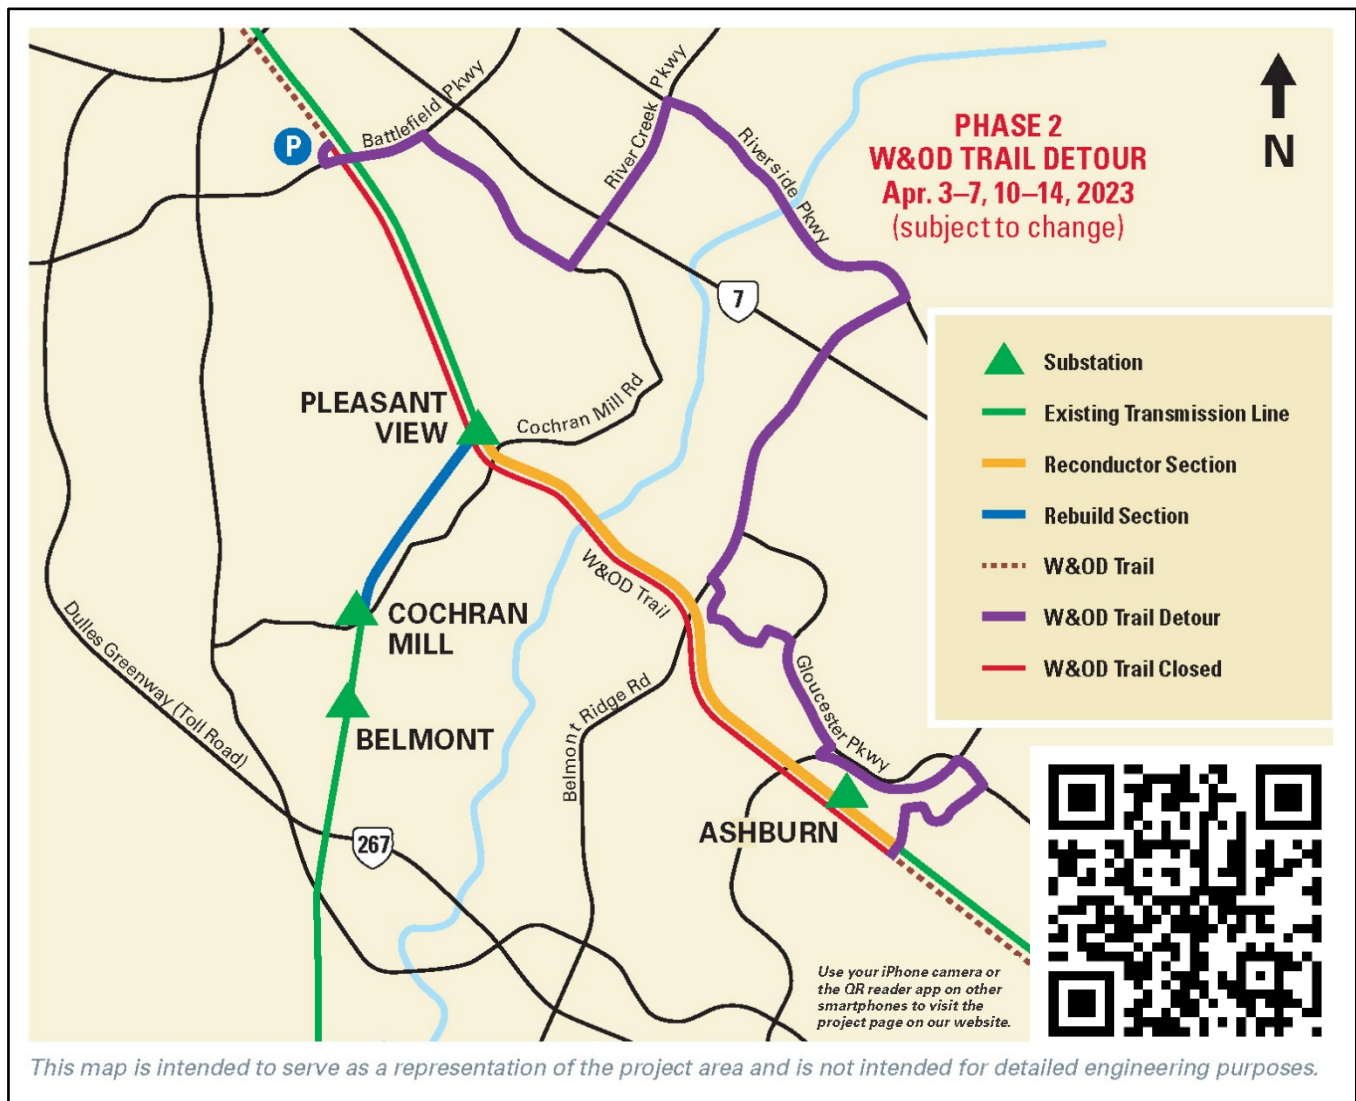 Battlefield Pkwy
River Creek Pkwy
Riverside Pkwy
P
PHASE 2
W&OD TRAIL DETOUR
Apr. 3–7, 10–14, 2023
(subject to change)
N
7
Substation
Existing Transmission Line
Reconductor Section
Rebuild Section
W&OD Trail
W&OD Trail Detour
W&OD Trail Closed
PLEASANT
VIEW
Cochran Mill Rd
W&OD Trail
COCHRAN
MILL
Dulles Greenway (Toll Road)
BELMONT
Belmont Ridge Rd
Gloucester Pkwy
ASHBURN
267
Use your iPhone camera or
the QR reader app on other
smartphones to visit the
project page on our website.
This map is intended to serve as a representation of the project area and is not intended for detailed engineering purposes.